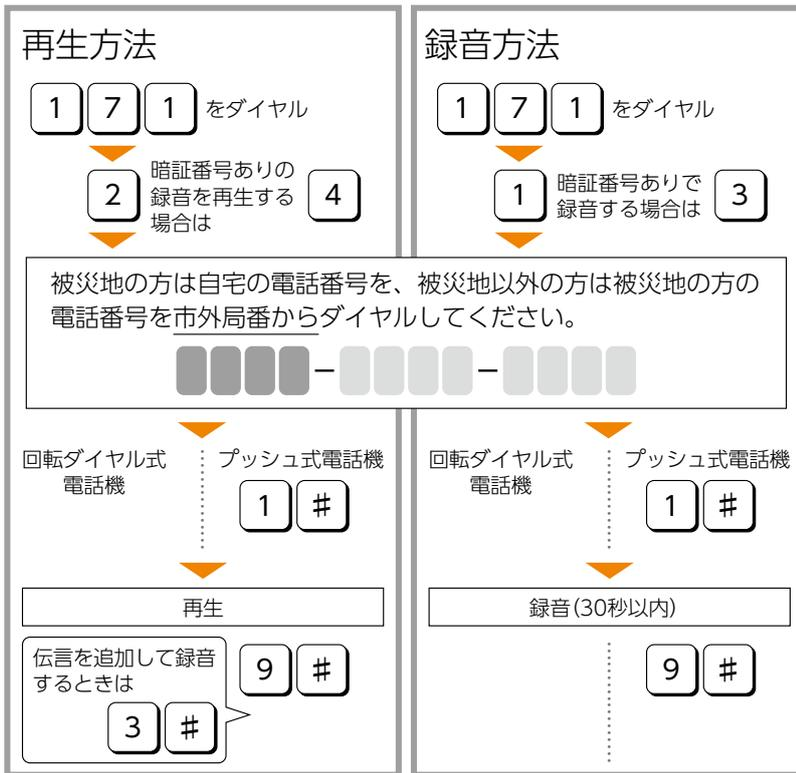 再生方法
1 7 1 をダイヤル
2 暗証番号ありの
録音を再生する
場合は 4
録音方法
1 7 1 をダイヤル
1 暗証番号ありで
録音する場合は 3
被災地の方は自宅の電話番号を、被災地以外の方は被災地の方の
電話番号を市外局番からダイヤルしてください。
– –
回転ダイヤル式
電話機
プッシュ式電話機
1 #
再生
伝言を追加して録音
するときは
3 #
9 #
回転ダイヤル式
電話機
プッシュ式電話機
1 #
録音(30秒以内)
9 #